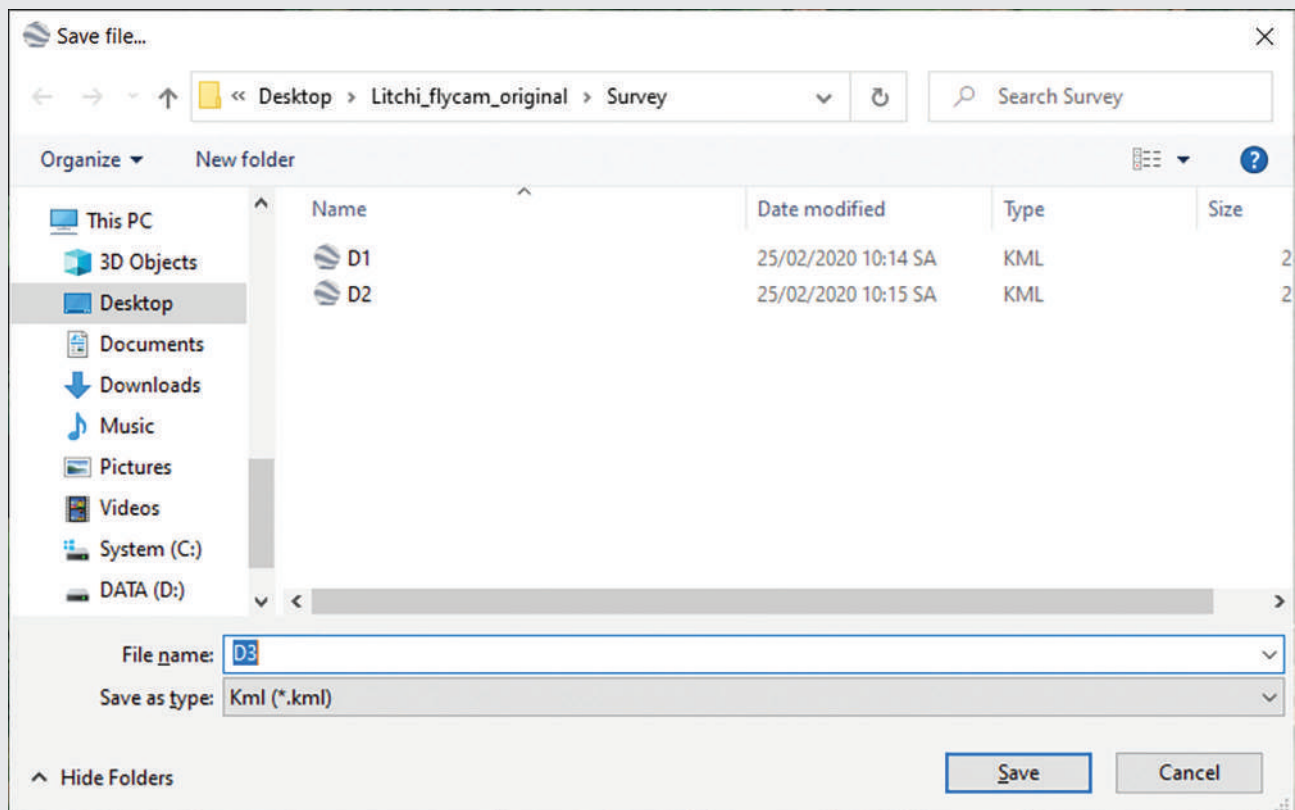 Save file...
« Desktop › Litchi_flycam_original › Survey
Search Survey
Organize
New folder
Name Date modified Type Size
This PC
3D Objects
Desktop
Documents
Downloads
Music
Pictures
Videos
System (C:)
DATA (D:)
D1 25/02/2020 10:14 SA KML 2
D2 25/02/2020 10:15 SA KML 2
File name: D3
Save as type: Kml (*.kml)
Hide Folders
Save
Cancel